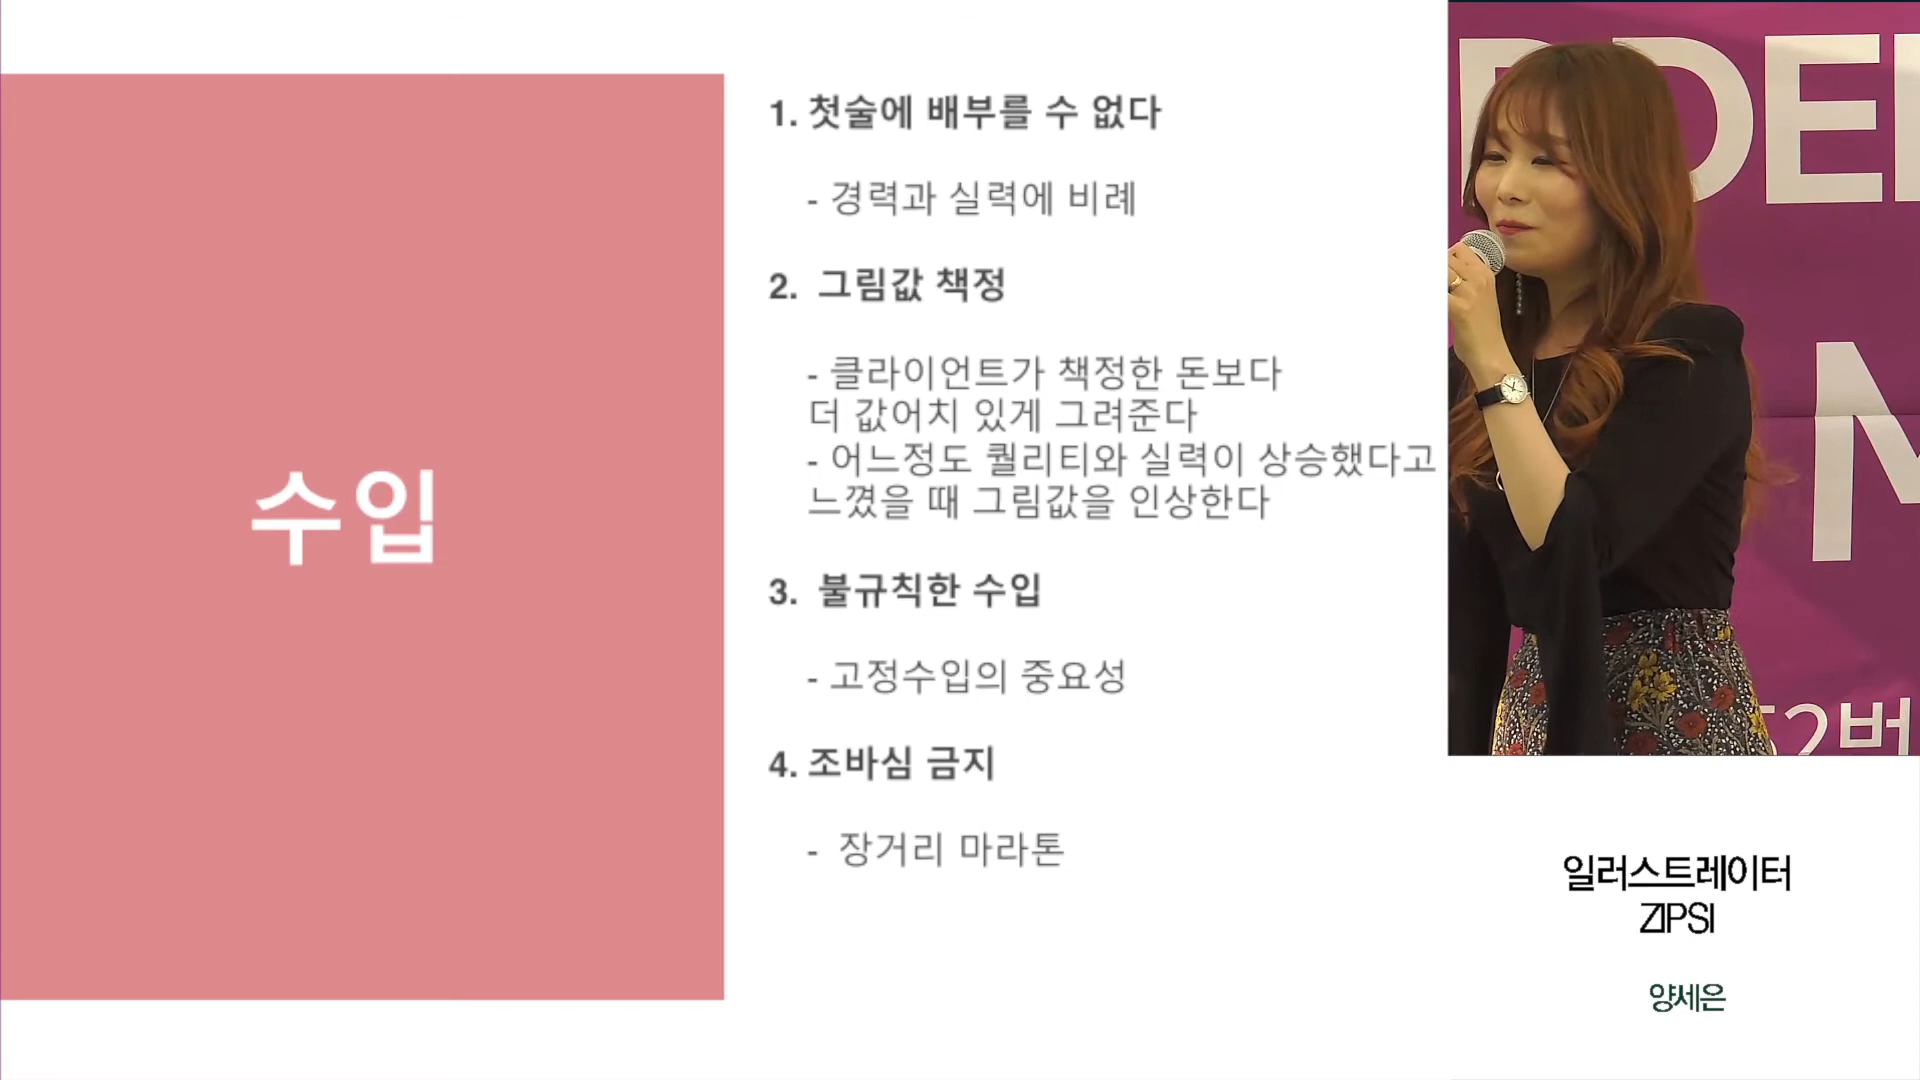 수입
1. 첫술에 배부를 수 없다
- 경력과 실력에 비례
2. 그림값 책정
- 클라이언트가 책정한 돈보다
더 값어치 있게 그려준다
- 어느정도 퀄리티와 실력이 상승했다고
느꼈을 때 그림값을 인상한다
3. 불규칙한 수입
- 고정수입의 중요성
4. 조바심 금지
- 장거리 마라톤
DE
N
52번
일러스트레이터
ZIPSI
양세은